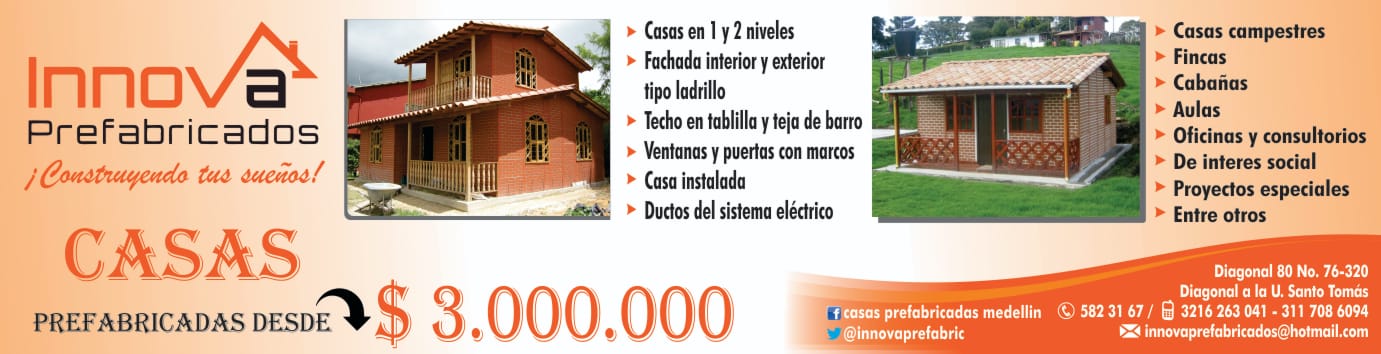 Innova
Prefabricados
¡Construyendo tus sueños!
CASAS
PREFABRICADAS DESDE
$ 3.000.000
Casas en 1 y 2 niveles
Fachada interior y exterior
tipo ladrillo
Techo en tablilla y teja de barro
Ventanas y puertas con marcos
Casa instalada
Ductos del sistema eléctrico
Casas campestres
Fincas
Cabañas
Aulas
Oficinas y consultorios
De interes social
Proyectos especiales
Entre otros
Diagonal 80 No. 76-320
Diagonal a la U. Santo Tomás
casas prefabricadas medellin 582 31 67 / 3216 263 041 - 311 708 6094
@innovaprefabric innovaprefabricados@hotmail.com